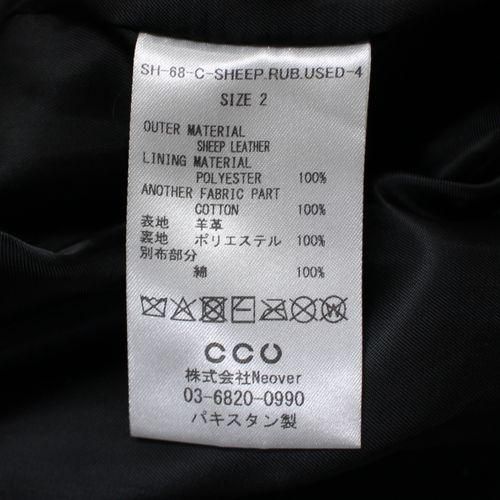 SH-68-C-SHEEP.RUB.USED-4
SIZE 2
OUTER MATERIAL
SHEEP LEATHER
LINING MATERIAL
POLYESTER 100%
ANOTHER FABRIC PART
COTTON 100%
表地 羊革
裏地 ポリエステル 100%
別布部分
綿 100%
CCU
株式会社Neover
03-6820-0990
パキスタン製